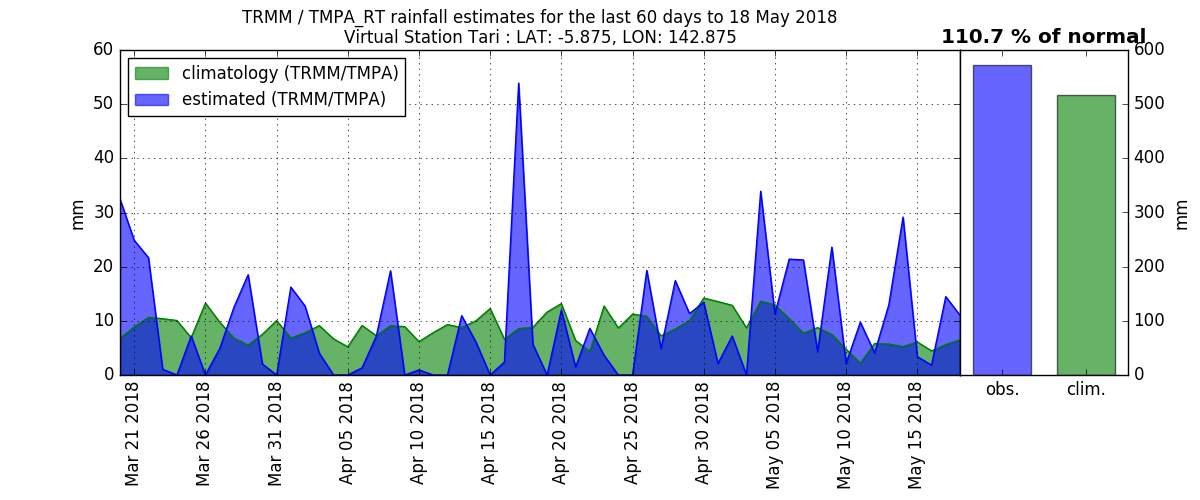 TRMM / TMPA_RT rainfall estimates for the last 60 days to 18 May 2018
Virtual Station Tari : LAT: -5.875, LON: 142.875
110.7 % of normal
climatology (TRMM/TMPA)
estimated (TRMM/TMPA)
60
50
40
30
20
10
0
mm
Mar 21 2018
Mar 26 2018
Mar 31 2018
Apr 05 2018
Apr 10 2018
Apr 15 2018
Apr 20 2018
Apr 25 2018
Apr 30 2018
May 05 2018
May 10 2018
May 15 2018
obs.
clim.
600
500
400
300
200
100
0
mm